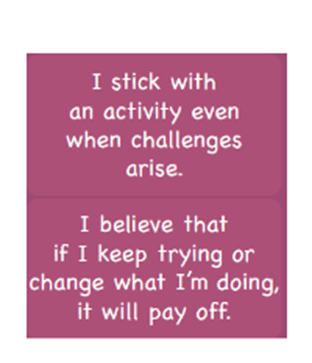 I stick with
an activity even
when challenges
arise.
I believe that
if I keep trying or
change what I'm doing,
it will pay off.